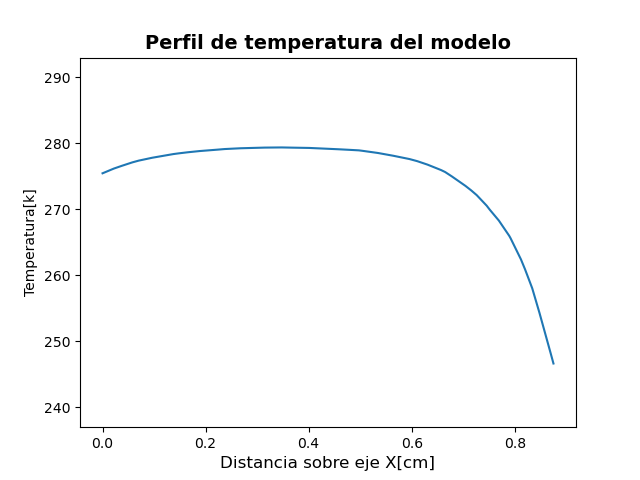 Perfil de temperatura del modelo
290
280
270
260
250
240
Temperatura[k]
0.0 0.2 0.4 0.6 0.8
Distancia sobre eje X[cm]